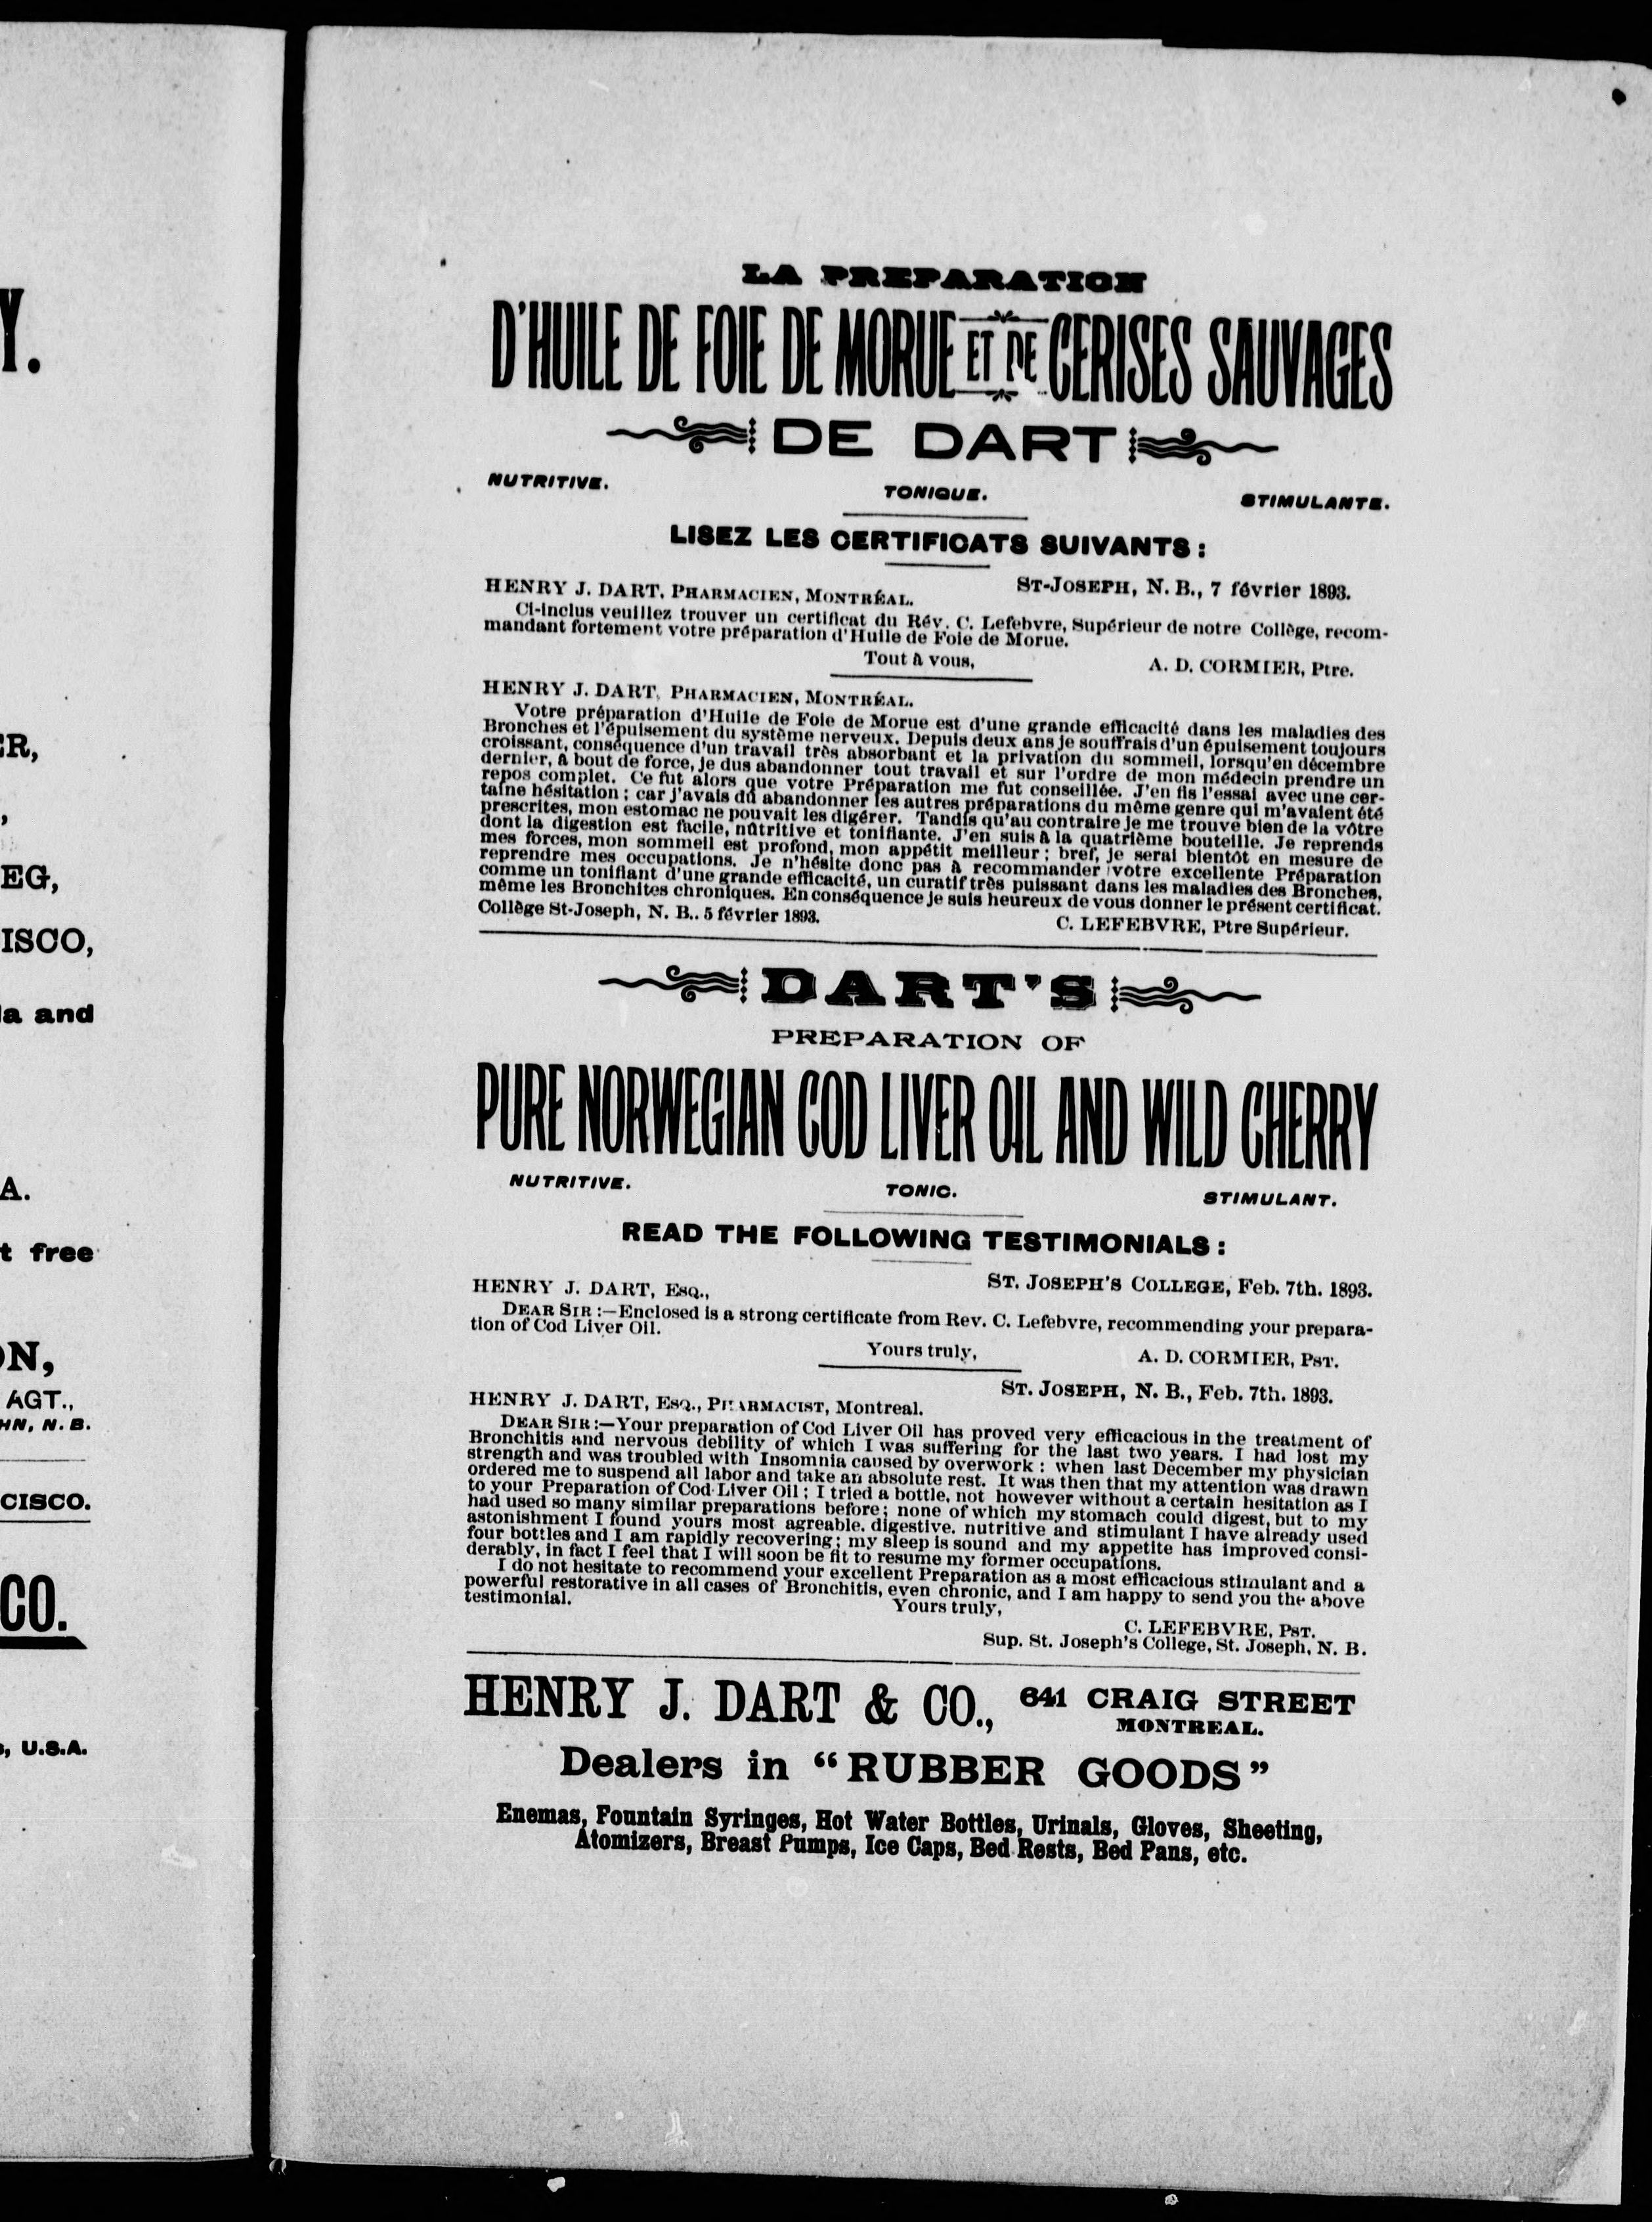 Y.
ER,
,
EG,
ISCO,
la and
A.
t free
ON,
AGT.,
HN, N. B.
CISCO.
CO.
, U.S.A.
LA PREPARATION
D'HUILE DE FOIE DE MORUE ET DE CERISES SAUVAGES
DE DART
NUTRITIVE. TONIQUE. STIMULANTE.
LISEZ LES CERTIFICATS SUIVANTS :
ST-JOSEPH, N. B., 7 février 1893.
HENRY J. DART, PHARMACIEN, MONTRÉAL.
Ci-inclus veuillez trouver un certificat du Rév. C. Lefebvre, Supérieur de notre Collège, recom-
mandant fortement votre préparation d'Huile de Foie de Morue.
Tout à vous,
A. D. CORMIER, Ptre.
HENRY J. DART, PHARMACIEN, MONTRÉAL.
Votre préparation d'Huile de Foie de Morue est d'une grande efficacité dans les maladies des
Bronches et l'épuisement du système nerveux. Depuis deux ans je souffrais d'un épuisement toujours
croissant, conséquence d'un travail très absorbant et la privation du sommeil, lorsqu'en décembre
dernier, à bout de force, je dus abandonner tout travail et sur l'ordre de mon médecin prendre un
repos complet. Ce fut alors que votre Préparation me fut conseillée. J'en fis l'essai avec une cer-
taine hésitation ; car j'avais dû abandonner les autres préparations du même genre qui m'avaient été
prescrites, mon estomac ne pouvait les digérer. Tandis qu'au contraire je me trouve bien de la vôtre
dont la digestion est facile, nûtritive et tonifiante. J'en suis à la quatrième bouteille. Je reprends
mes forces, mon sommeil est profond, mon appétit meilleur ; bref, je serai bientôt en mesure de
reprendre mes occupations. Je n'hésite donc pas à recommander votre excellente Préparation
comme un tonifiant d'une grande efficacité, un curatif très puissant dans les maladies des Bronches,
même les Bronchites chroniques. En conséquence je suis heureux de vous donner le présent certificat.
Collège St-Joseph, N. B.. 5 février 1893.
C. LEFEBVRE, Ptre Supérieur.
DART'S
PREPARATION OF
PURE NORWEGIAN COD LIVER OIL AND WILD CHERRY
NUTRITIVE. TONIC. STIMULANT.
READ THE FOLLOWING TESTIMONIALS :
ST. JOSEPH'S COLLEGE, Feb. 7th. 1893.
HENRY J. DART, ESQ.,
DEAR SIR :—Enclosed is a strong certificate from Rev. C. Lefebvre, recommending your prepara-
tion of Cod Liver Oil.
Yours truly,
A. D. CORMIER, PST.
ST. JOSEPH, N. B., Feb. 7th. 1893.
HENRY J. DART, ESQ., PHARMACIST, Montreal.
DEAR SIR :—Your preparation of Cod Liver Oil has proved very efficacious in the treatment of
Bronchitis and nervous debility of which I was suffering for the last two years. I had lost my
strength and was troubled with Insomnia caused by overwork : when last December my physician
ordered me to suspend all labor and take an absolute rest. It was then that my attention was drawn
to your Preparation of Cod Liver Oil ; I tried a bottle, not however without a certain hesitation as I
had used so many similar preparations before; none of which my stomach could digest, but to my
astonishment I found yours most agreable. digestive. nutritive and stimulant I have already used
four bottles and I am rapidly recovering; my sleep is sound and my appetite has improved consi-
derably, in fact I feel that I will soon be fit to resume my former occupations.
I do not hesitate to recommend your excellent Preparation as a most efficacious stimulant and a
powerful restorative in all cases of Bronchitis, even chronic, and I am happy to send you the above
testimonial.
Yours truly,
C. LEFEBVRE, PST.
Sup. St. Joseph's College, St. Joseph, N. B.
HENRY J. DART & CO., 641 CRAIG STREET
MONTREAL.
Dealers in "RUBBER GOODS"
Enemas, Fountain Syringes, Hot Water Bottles, Urinals, Gloves, Sheeting,
Atomizers, Breast Pumps, Ice Caps, Bed Rests, Bed Pans, etc.